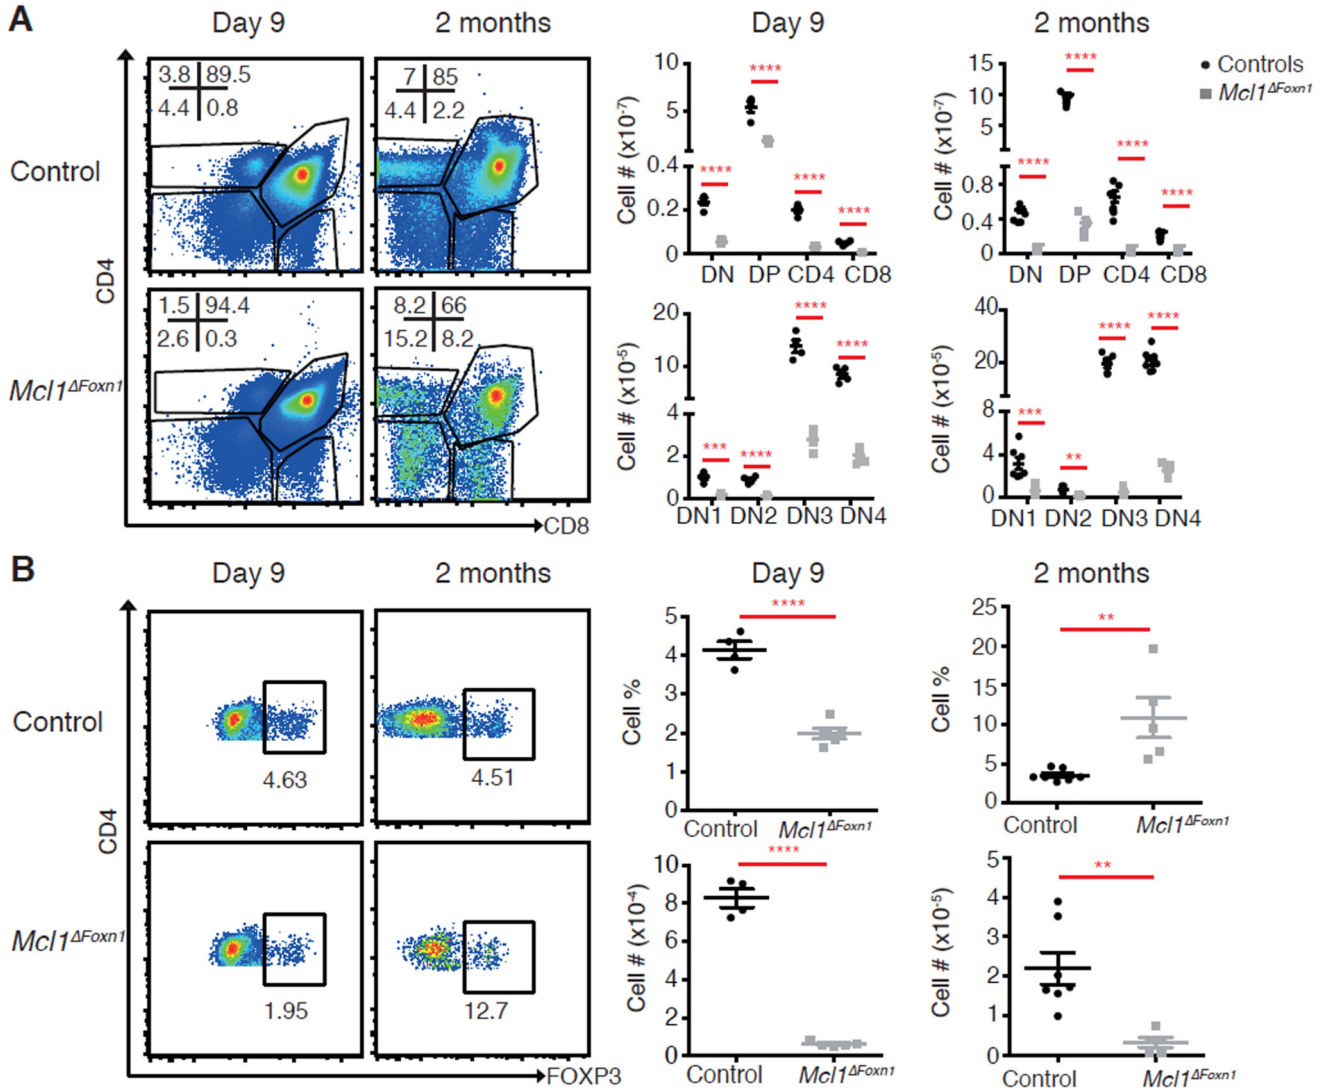 A
Day 9
2 months
Day 9
2 months
Control
Mcl1ΔFoxn1
CD4
CD8
3.8 89.5
4.4 0.8
7 85
4.4 2.2
1.5 94.4
2.6 0.3
8.2 66
15.2 8.2
Cell # (x10-7)
10
5
0.4
0.2
0
****
****
****
****
DN DP CD4 CD8
Cell # (x10-7)
15
10
5
0.8
0.4
0
****
****
****
****
DN DP CD4 CD8
Controls
Mcl1ΔFoxn1
Cell # (x10-5)
20
10
4
2
0
***
****
****
****
DN1 DN2 DN3 DN4
Cell # (x10-5)
40
20
8
4
0
***
**
****
****
DN1 DN2 DN3 DN4
B
Day 9
2 months
Day 9
2 months
Control
Mcl1ΔFoxn1
CD4
FOXP3
4.63
4.51
1.95
12.7
Cell %
5
4
3
2
1
0
****
Control Mcl1ΔFoxn1
Cell %
25
20
15
10
5
0
**
Control Mcl1ΔFoxn1
Cell # (x10-4)
10
8
6
4
2
0
****
Control Mcl1ΔFoxn1
Cell # (x10-5)
5
4
3
2
1
0
**
Control Mcl1ΔFoxn1